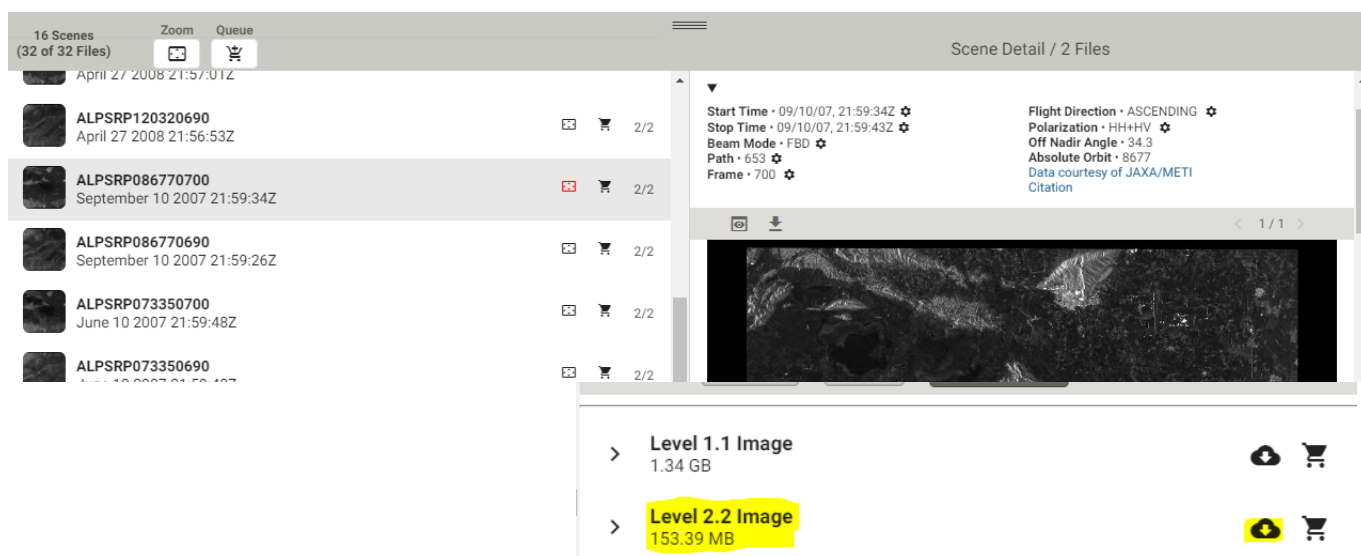 16 Scenes
(32 of 32 Files)
Zoom
Queue
April 27 2008 21:57:01Z
ALPSRP120320690
April 27 2008 21:56:53Z
2/2
ALPSRP086770700
September 10 2007 21:59:34Z
2/2
ALPSRP086770690
September 10 2007 21:59:26Z
2/2
ALPSRP073350700
June 10 2007 21:59:48Z
2/2
ALPSRP073350690
June 10 2007 21:59:40Z
2/2
Scene Detail / 2 Files
Start Time • 09/10/07, 21:59:34Z
Stop Time • 09/10/07, 21:59:43Z
Beam Mode • FBD
Path • 653
Frame • 700
Flight Direction • ASCENDING
Polarization • HH+HV
Off Nadir Angle • 34.3
Absolute Orbit • 8677
Data courtesy of JAXA/METI
Citation
1 / 1
Level 1.1 Image
1.34 GB
Level 2.2 Image
153.39 MB